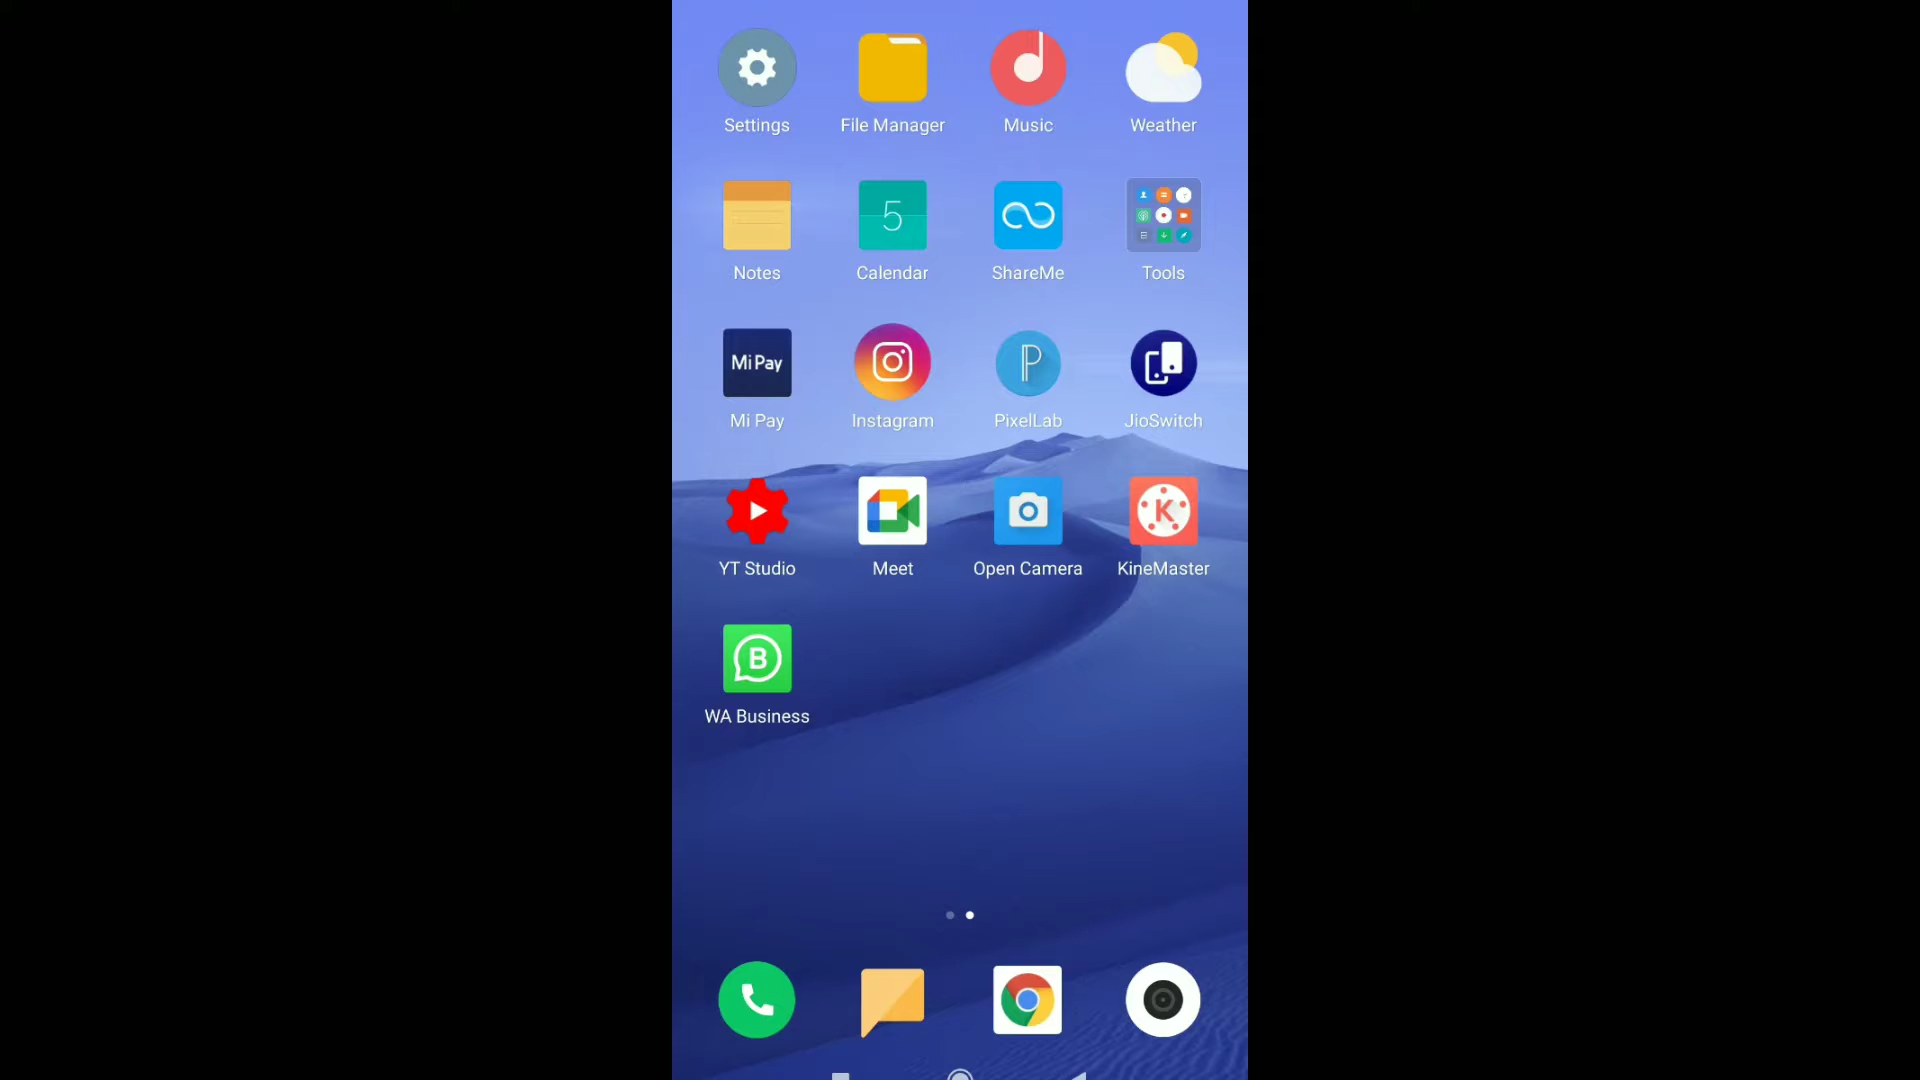 Settings File Manager Music Weather
5
Notes Calendar ShareMe Tools
Mi Pay
Mi Pay Instagram PixelLab JioSwitch
K
YT Studio Meet Open Camera KineMaster
B
WA Business